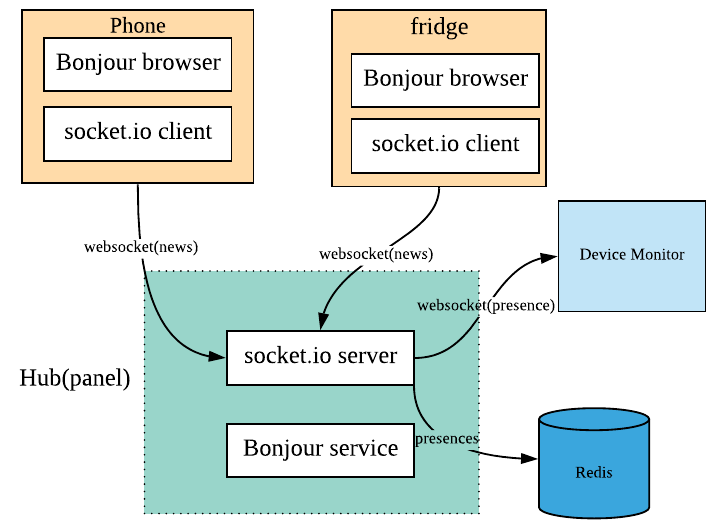 Phone
Bonjour browser
socket.io client
fridge
Bonjour browser
socket.io client
websocket(news)
websocket(news)
Device Monitor
websocket(presence)
socket.io server
Hub(panel)
Bonjour service
presences
Redis